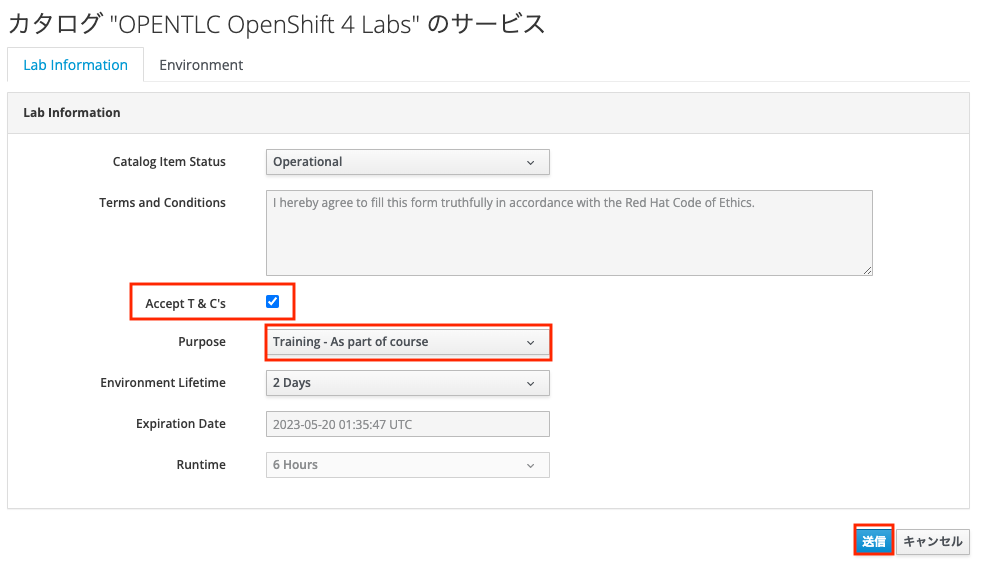 カタログ "OPENTLC OpenShift 4 Labs" のサービス
Lab Information
Environment
Lab Information
Catalog Item Status
Operational
Terms and Conditions
I hereby agree to fill this form truthfully in accordance with the Red Hat Code of Ethics.
Accept T & C's
Purpose
Training - As part of course
Environment Lifetime
2 Days
Expiration Date
2023-05-20 01:35:47 UTC
Runtime
6 Hours
送信
キャンセル